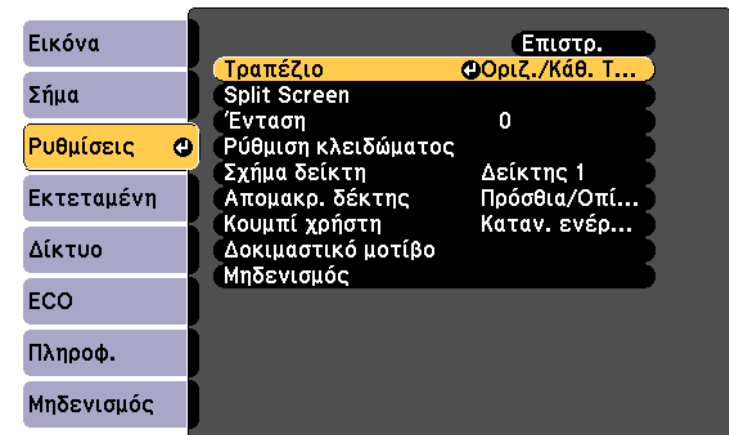 Εικόνα
Σήμα
Ρυθμίσεις
Εκτεταμένη
Δίκτυο
ECO
Πληροφ.
Μηδενισμός
Επιστρ.
Τραπέζιο Οριζ./Κάθ. Τ...
Split Screen
Ένταση 0
Ρύθμιση κλειδώματος
Σχήμα δείκτη Δείκτης 1
Απομακρ. δέκτης Πρόσθια/Οπί...
Κουμπί χρήστη Καταν. ενέρ...
Δοκιμαστικό μοτίβο
Μηδενισμός